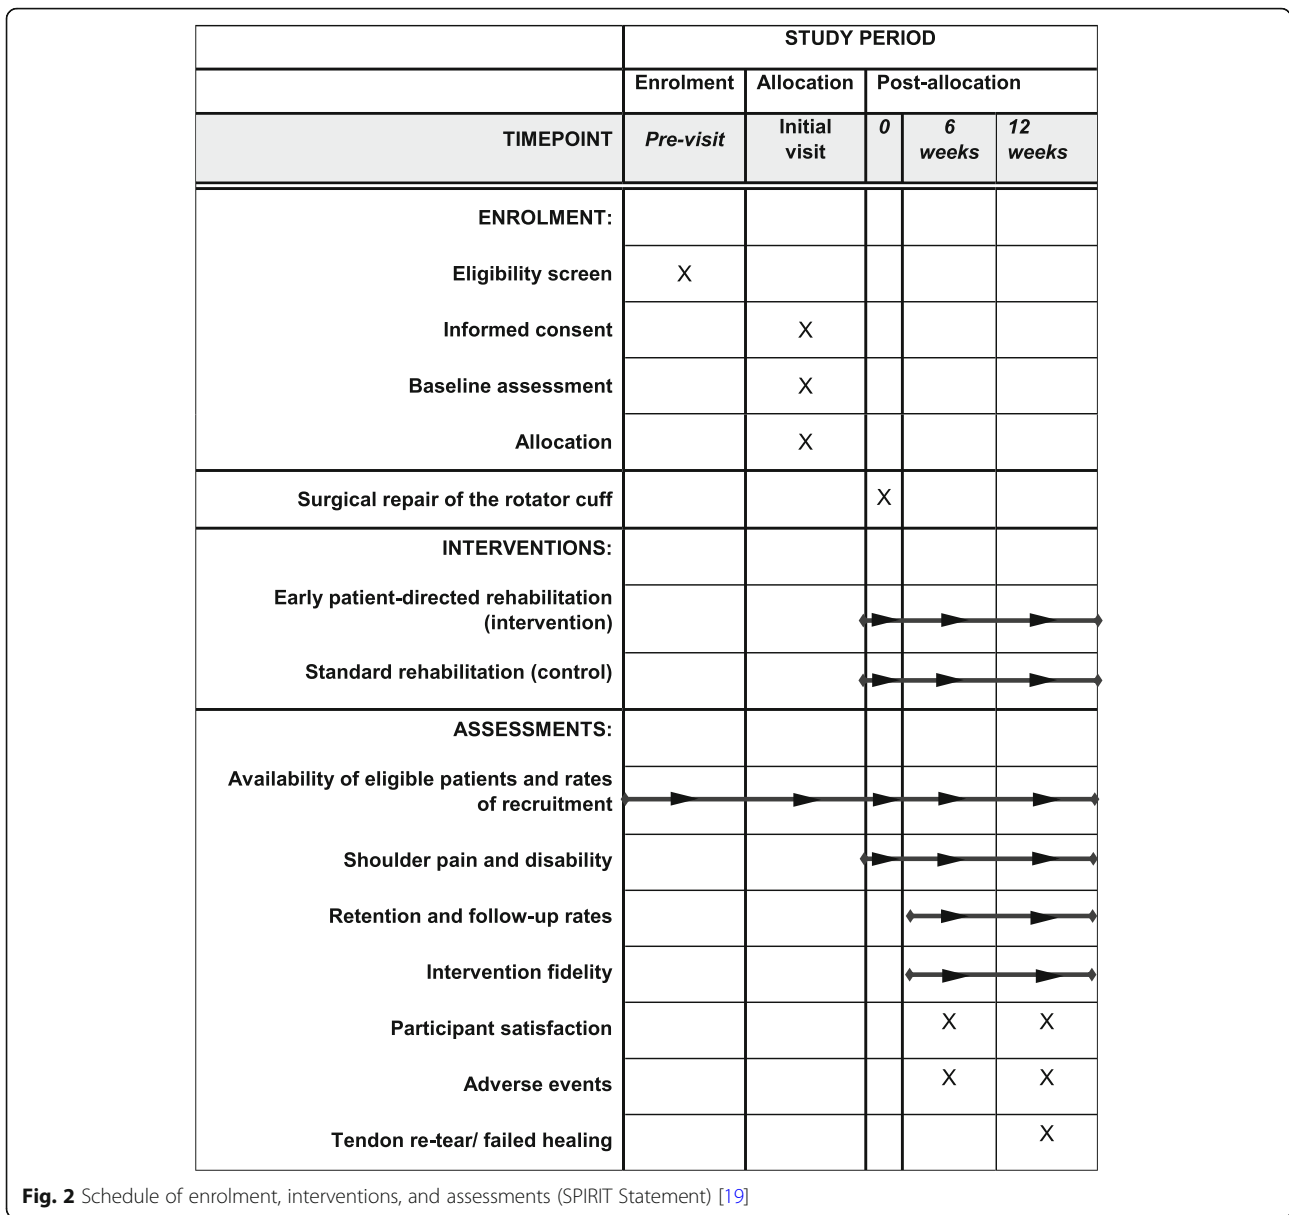 STUDY PERIOD
Enrolment Allocation Post-allocation
TIMEPOINT Pre-visit Initial visit 0 6 weeks 12 weeks
ENROLMENT:
Eligibility screen X
Informed consent X
Baseline assessment X
Allocation X
Surgical repair of the rotator cuff X
INTERVENTIONS:
Early patient-directed rehabilitation
(intervention)
Standard rehabilitation (control)
ASSESSMENTS:
Availability of eligible patients and rates
of recruitment
Shoulder pain and disability
Retention and follow-up rates
Intervention fidelity
Participant satisfaction X X
Adverse events X X
Tendon re-tear/ failed healing X
Fig. 2 Schedule of enrolment, interventions, and assessments (SPIRIT Statement) [19]